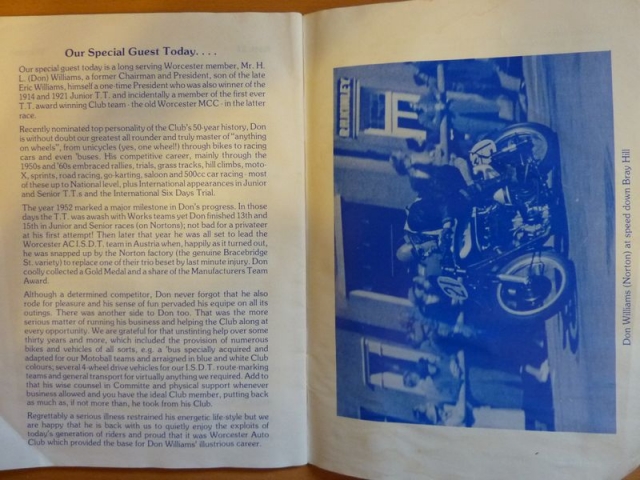 Our Special Guest Today. . . .
Our special guest today is a long serving Worcester member, Mr. H.
L. (Don) Williams, a former Chairman and President, son of the late
Eric Williams, himself a one-time President who was also winner of the
1914 and 1921 Junior T.T. and incidentally a member of the first ever
T.T. award winning Club team - the old Worcester MCC - in the latter
race.
Recently nominated top personality of the Club's 50-year history, Don
is without doubt our greatest all rounder and truly master of "anything
on wheels", from unicycles (yes, one wheel!) through bikes to racing
cars and even 'buses. His competitive career, mainly through the
1950s and '60s embraced rallies, trials, grass tracks, hill climbs, moto-
X, sprints, road racing, go-karting, saloon and 500cc car racing - most
of these up to National level, plus International appearances in Junior
and Senior T.T.s and the International Six Days Trial.
The year 1952 marked a major milestone in Don's progress. In those
days the T.T. was awash with Works teams yet Don finished 13th and
15th in Junior and Senior races (on Nortons); not bad for a privateer
at his first attempt! Then later that year he was all set to lead the
Worcester AC I.S.D.T. team in Austria when, happily as it turned out,
he was snapped up by the Norton factory (the genuine Bracebridge
St. variety) to replace one of their trio beset by last minute injury. Don
coolly collected a Gold Medal and a share of the Manufacturers Team
Award.
Although a determined competitor, Don never forgot that he also
rode for pleasure and his sense of fun pervaded his equipe on all its
outings. There was another side to Don too. That was the more
serious matter of running his business and helping the Club along at
every opportunity. We are grateful for that unstinting help over some
thirty years and more, which included the provision of numerous
bikes and vehicles of all sorts, e.g. a 'bus specially acquired and
adapted for our Motoball teams and arraigned in blue and white Club
colours; several 4-wheel drive vehicles for our I.S.D.T. route-marking
teams and general transport for virtually anything we required. Add to
that his wise counsel in Committe and physical support whenever
business allowed and you have the ideal Club member, putting back
as much as, if not more than, he took from his Club.
Regrettably a serious illness restrained his energetic life-style but we
are happy that he is back with us to quietly enjoy the exploits of
today's generation of riders and proud that it was Worcester Auto
Club which provided the base for Don Williams' illustrious career.
Don Williams (Norton) at speed down Bray Hill